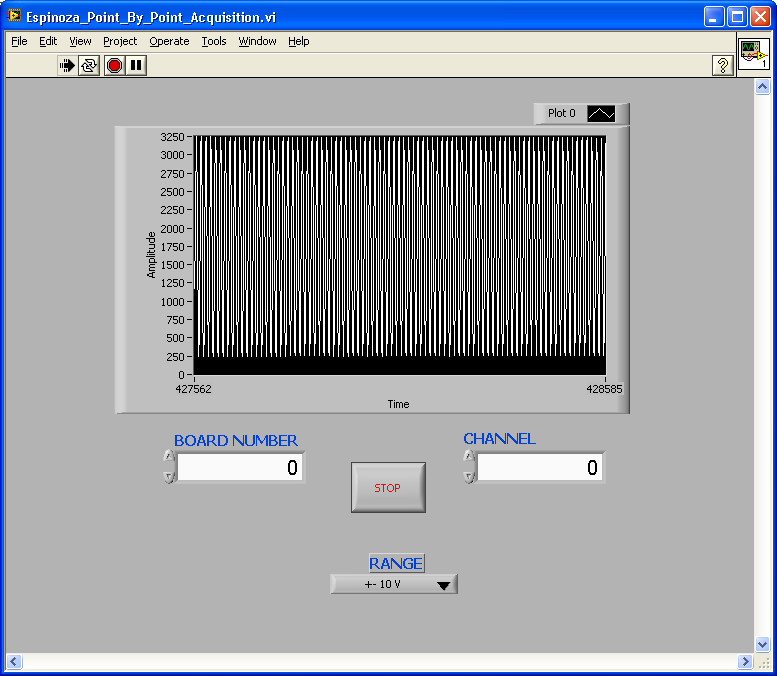 Espinoza_Point_By_Point_Acquisition.vi
File Edit View Project Operate Tools Window Help
?
1
Plot 0
3250
3000
2750
2500
2250
2000
1750
1500
1250
1000
750
500
250
0
Amplitude
427562 428585
Time
BOARD NUMBER CHANNEL
0 0
STOP
RANGE
+- 10 V